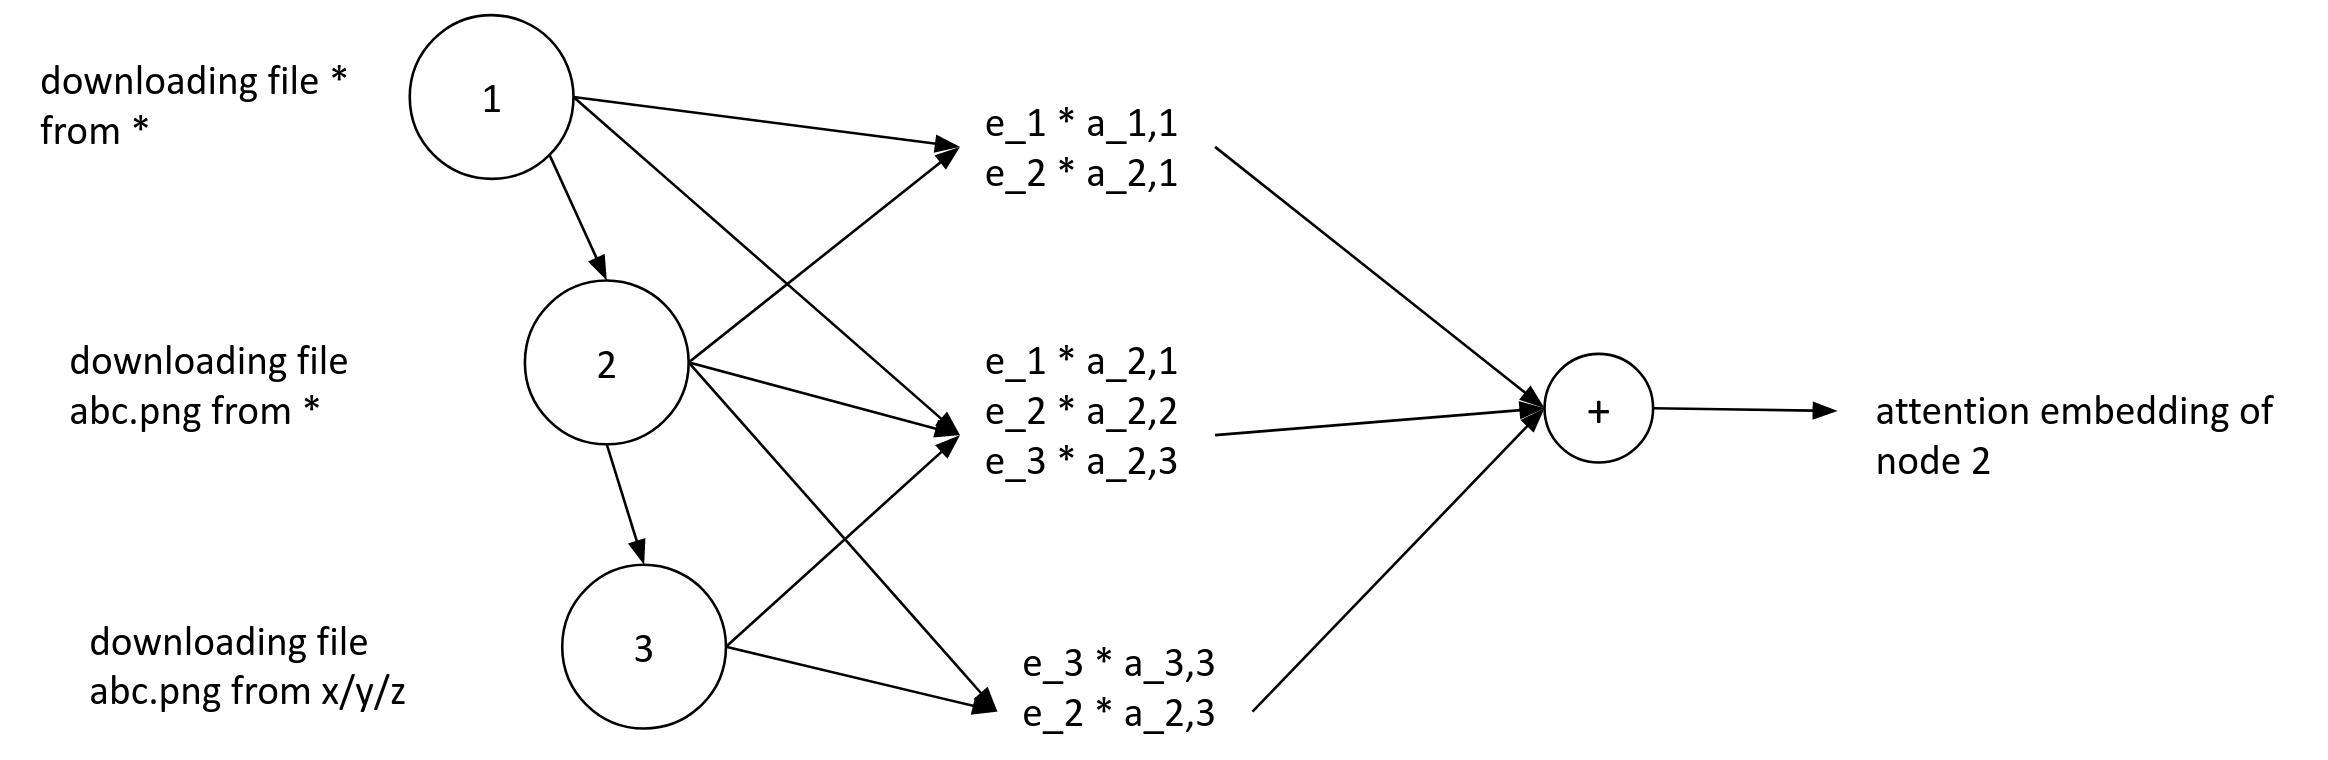 downloading file *
from *
1
e_1 * a_1,1
e_2 * a_2,1
downloading file
abc.png from *
2
e_1 * a_2,1
e_2 * a_2,2
e_3 * a_2,3
+
attention embedding of
node 2
downloading file
abc.png from x/y/z
3
e_3 * a_3,3
e_2 * a_2,3